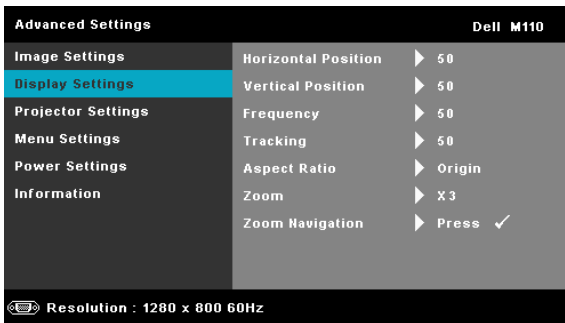 Advanced Settings Dell M110
Image Settings
Display Settings
Projector Settings
Menu Settings
Power Settings
Information
Horizontal Position 50
Vertical Position 50
Frequency 50
Tracking 50
Aspect Ratio Origin
Zoom X3
Zoom Navigation Press ✓
Resolution : 1280 x 800 60Hz